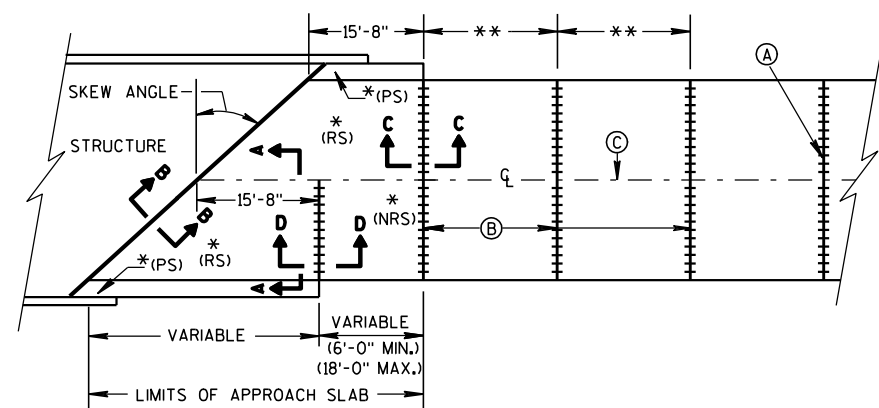 15'-8" ** **
A
SKEW ANGLE
*(PS)
*
(RS)
C C
STRUCTURE
A
C
B
℄
15'-8"
*
(NRS)
B
D D
B
*
(RS)
*(PS)
A
VARIABLE
VARIABLE
(6'-0" MIN.)
(18'-0" MAX.)
LIMITS OF APPROACH SLAB